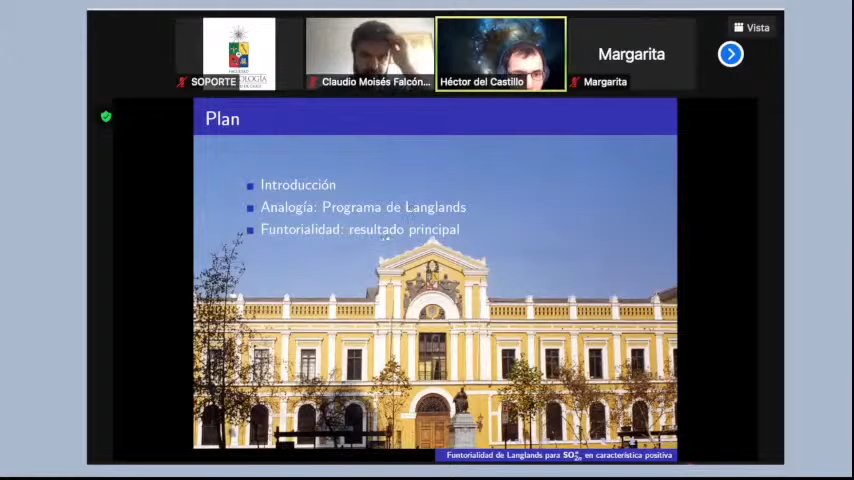 Vista
SOPORTE
Claudio Moisés Falcón...
Héctor del Castillo
Margarita
Margarita
Plan
Introducción
Analogía: Programa de Langlands
Funtorialidad: resultado principal
Funtorialidad de Langlands para SO*2n en característica positiva